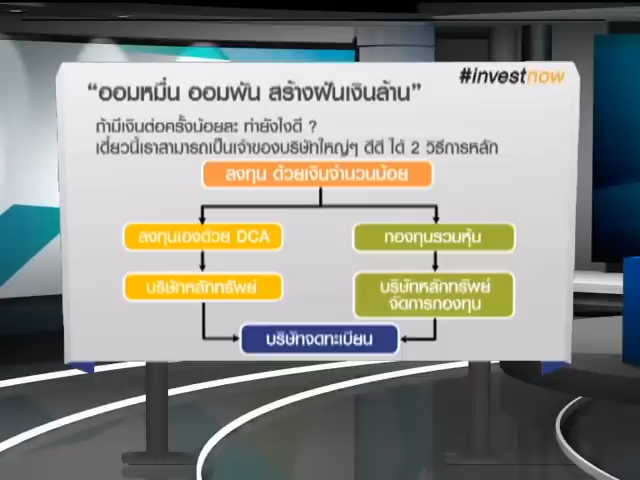 #investnow
“ออมหมื่น ออมพัน สร้างฝันเงินล้าน”
ถ้ามีเงินต่อครั้งน้อยละ ทำยังไงดี ?
เดี๋ยวนี้เราสามารถเป็นเจ้าของบริษัทใหญ่ๆ ดีดี ได้ 2 วิธีการหลัก
ลงทุน ด้วยเงินจำนวนน้อย
ลงทุนเองด้วย DCA
กองทุนรวมหุ้น
บริษัทหลักทรัพย์
บริษัทหลักทรัพย์
จัดการกองทุน
บริษัทจดทะเบียน